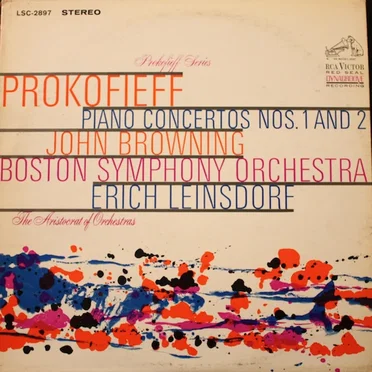 LSC-2897 STEREO
Prokofieff Series
RCA VICTOR
RED SEAL
DYNAGROOVE
RECORDING
PROKOFIEFF
PIANO CONCERTOS NOS. 1 AND 2
JOHN BROWNING
BOSTON SYMPHONY ORCHESTRA
ERICH LEINSDORF
The Aristocrat of Orchestras